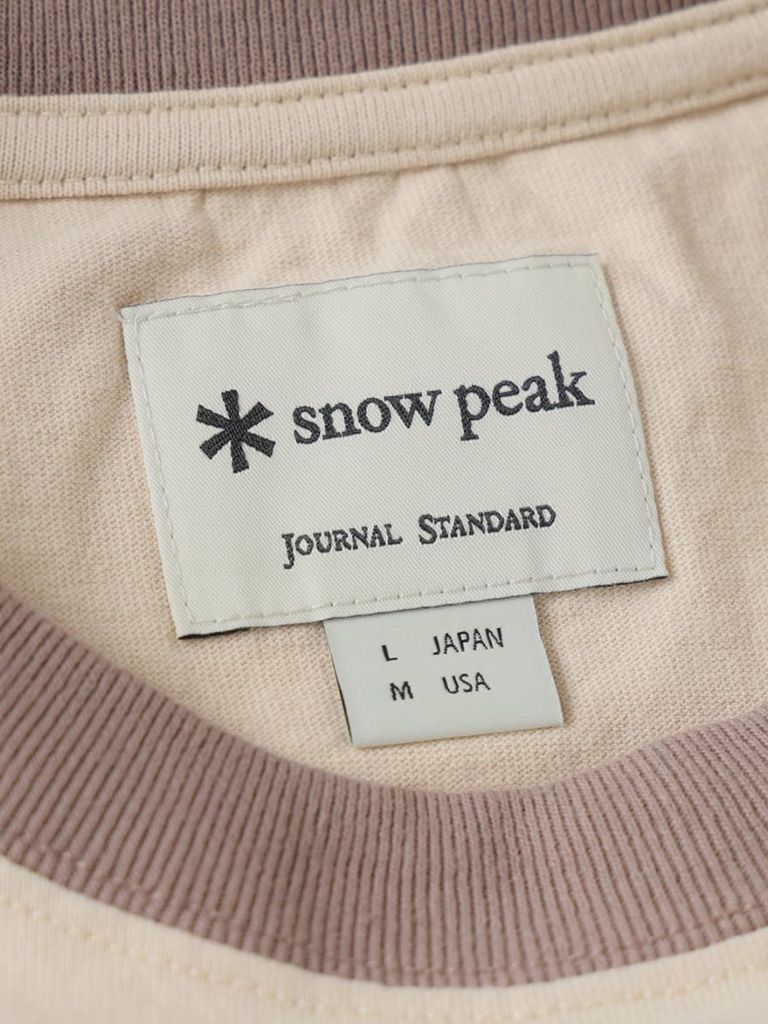 snow peak
JOURNAL STANDARD
L JAPAN
M USA